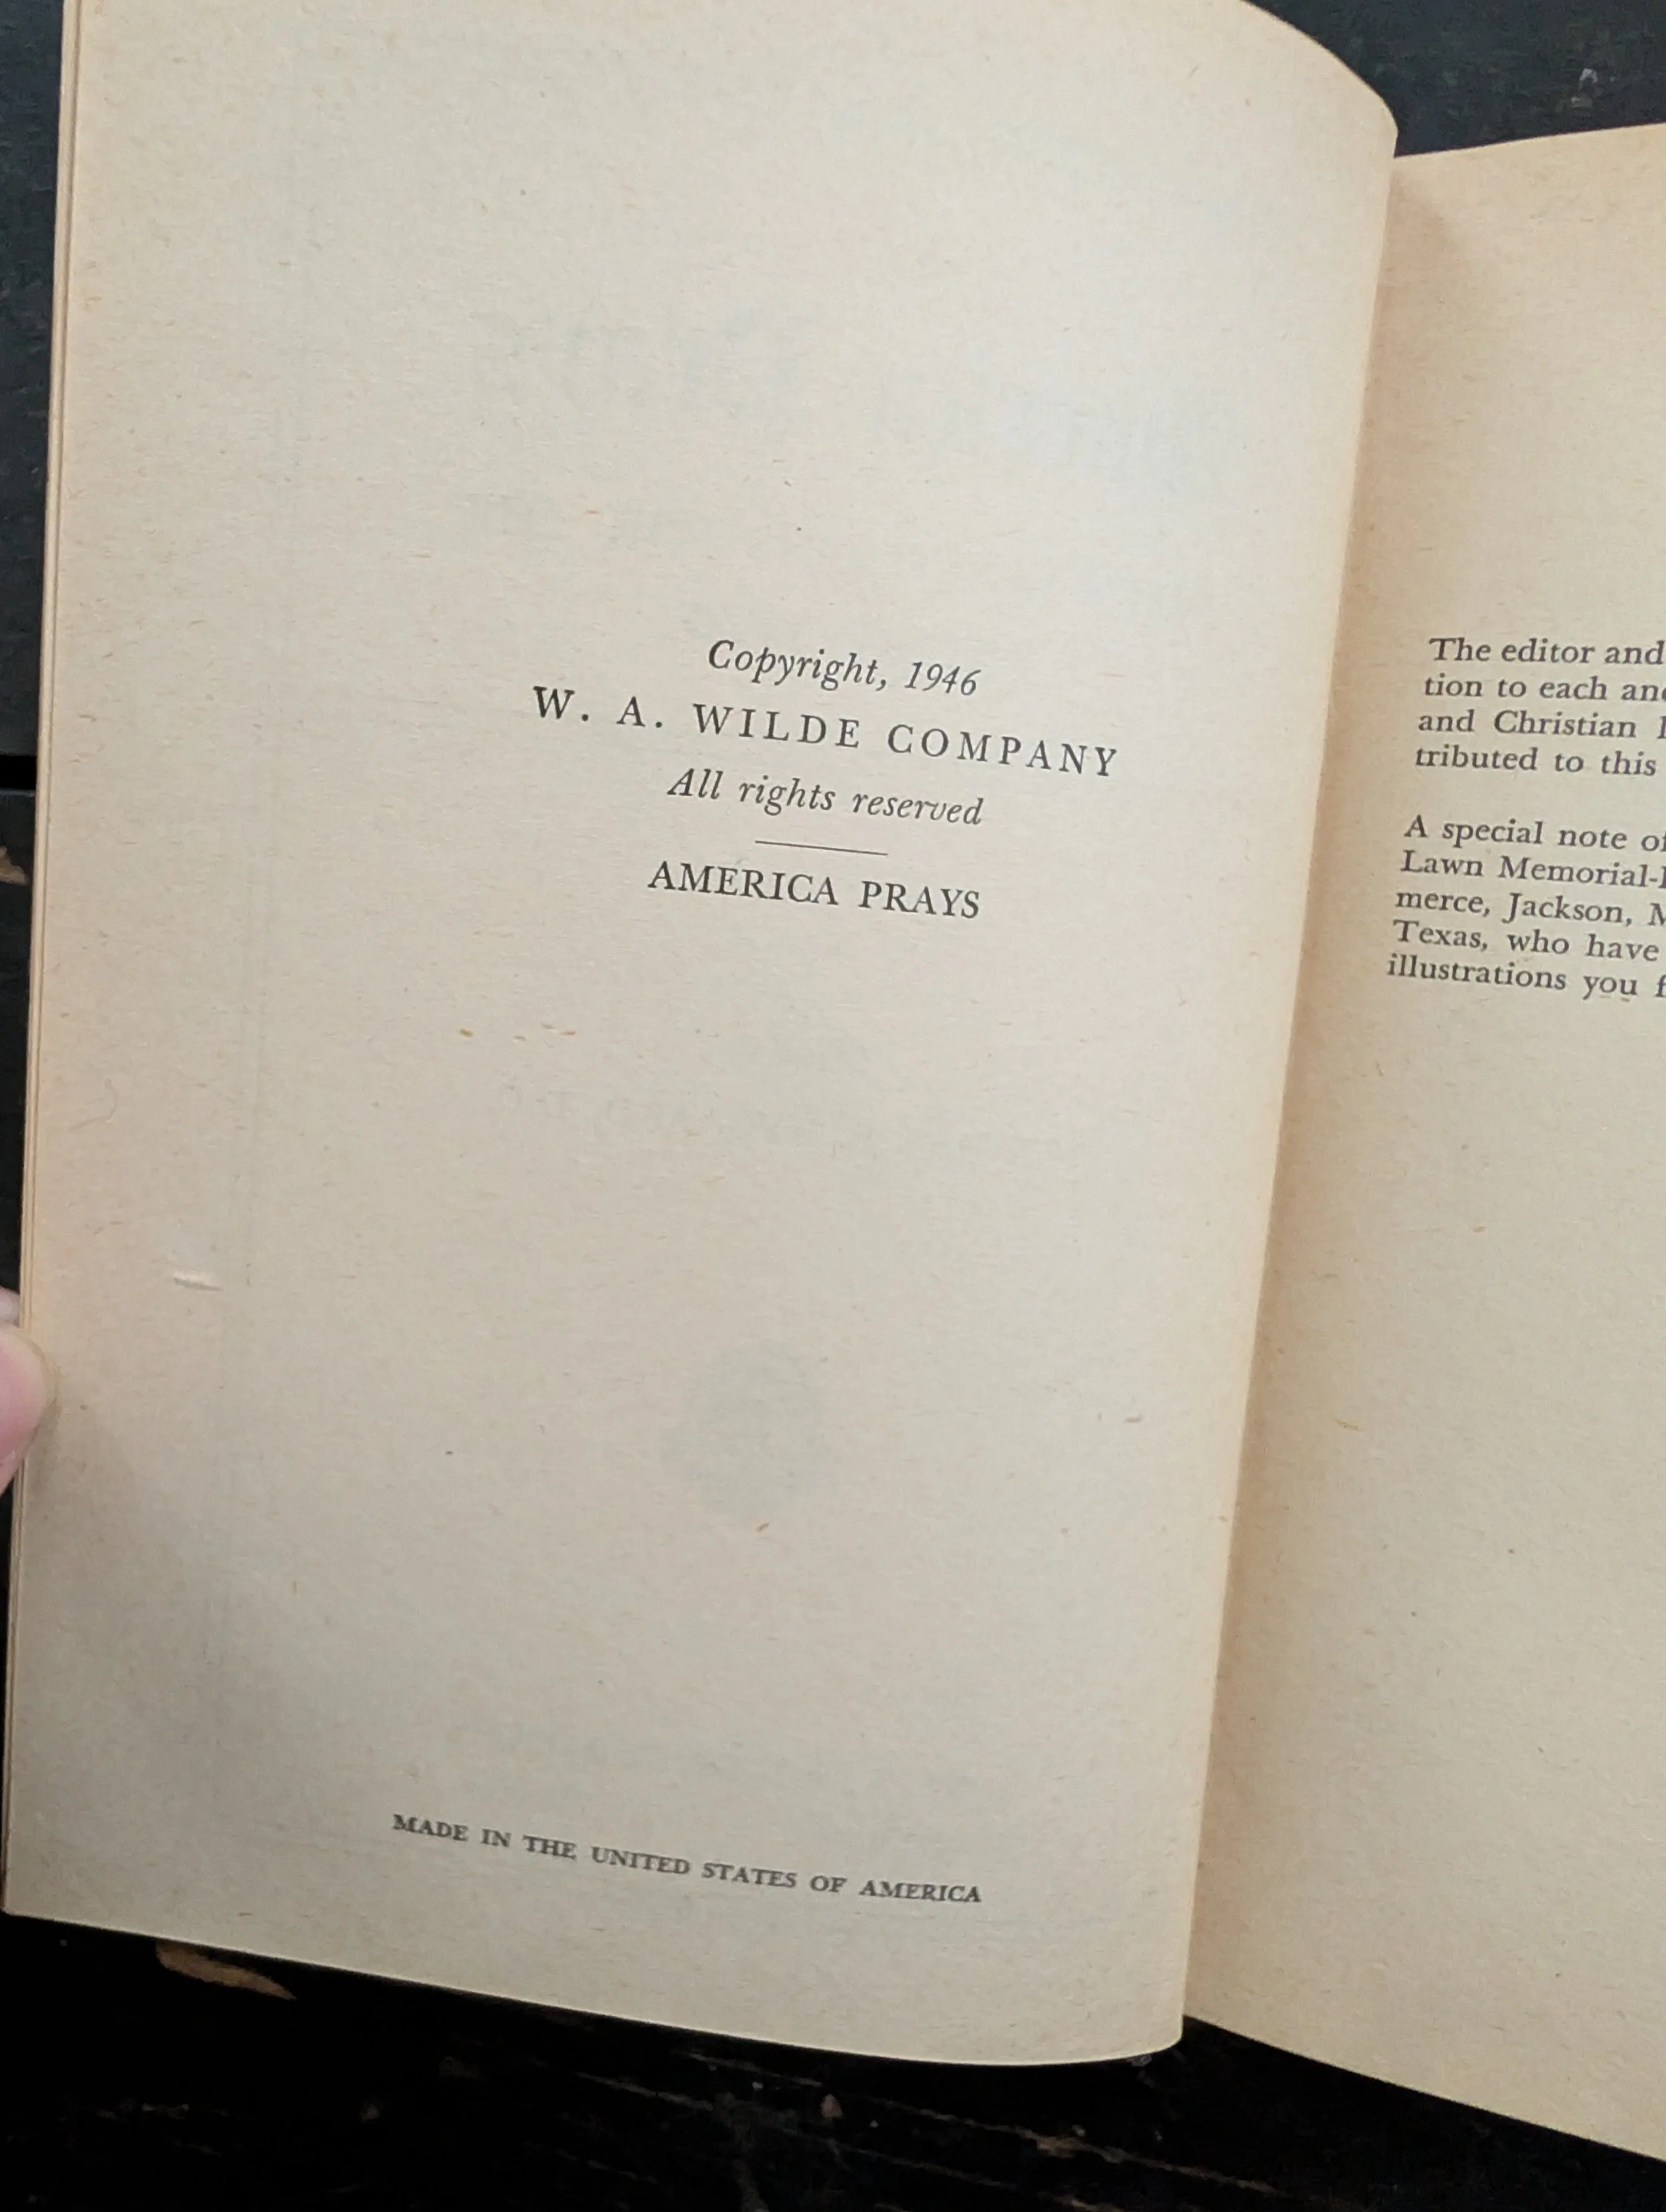 Copyright, 1946
W. A. WILDE COMPANY
All rights reserved
AMERICA PRAYS
MADE IN THE UNITED STATES OF AMERICA
The editor and
tion to each and
and Christian
tributed to this
A special note of
Lawn Memorial-
merce, Jackson,
Texas, who have
illustrations you